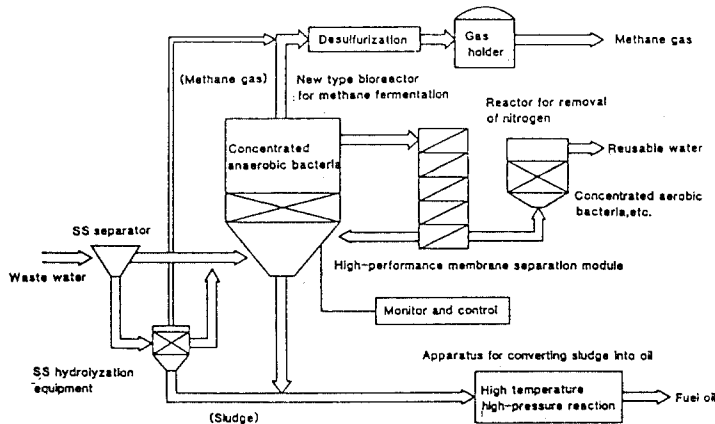 Desulfurization
Gas
holder
Methane gas
(Methane gas)
New type bioreactor
for methane fermentation
Reactor for removal
of nitrogen
Concentrated
anaerobic bacteria
Reusable water
Concentrated aerobic
bacteria,etc.
SS separator
Waste water
High-performance membrane separation module
Monitor and control
SS hydrolyzation
equipment
Apparatus for converting sludge into oil
High temperature
high-pressure reaction
Fuel oil
(Sludge)